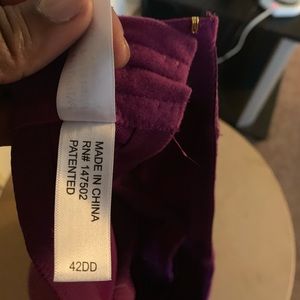 MADE IN CHINA
RN# 147502
PATENTED
42DD